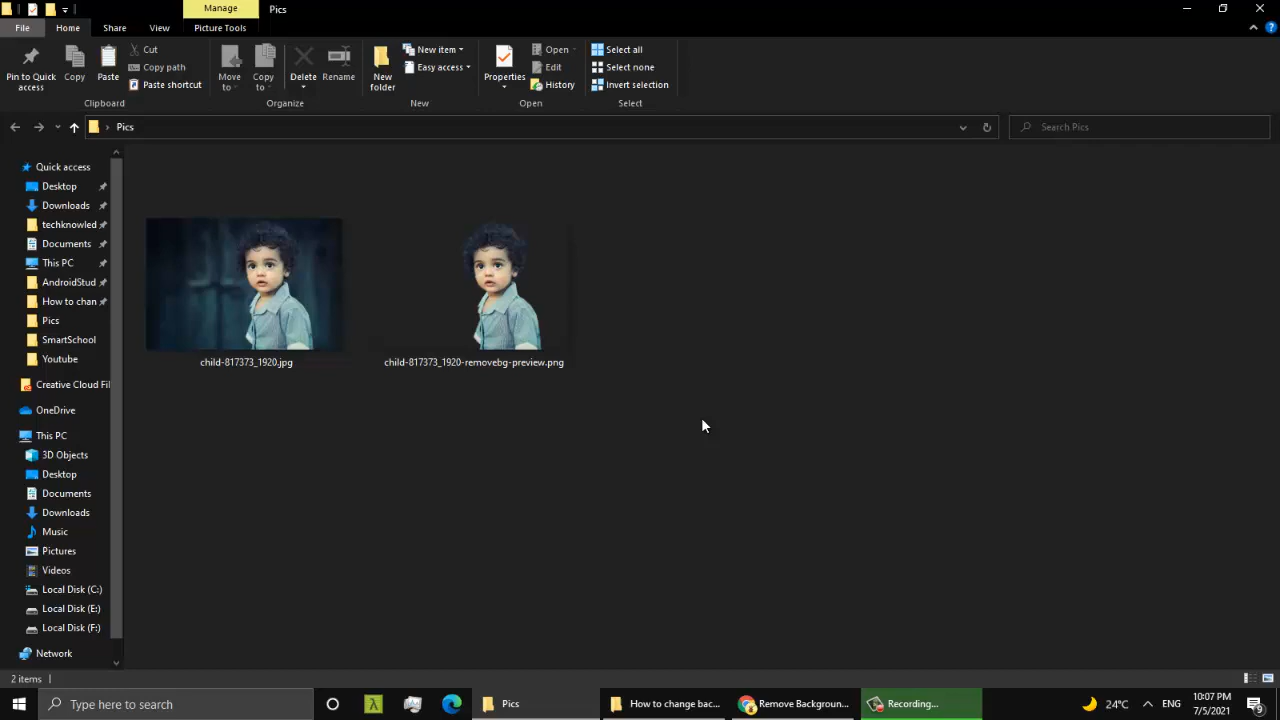 Manage
Pics
File
Home
Share
View
Picture Tools
Pin to Quick
access
Copy
Paste
Cut
Copy path
Paste shortcut
Clipboard
Move
to
Copy
to
Delete
Rename
Organize
New
folder
New item
Easy access
New
Properties
Open
Edit
History
Open
Select all
Select none
Invert selection
Select
Pics
Search Pics
Quick access
Desktop
Downloads
techknowled
Documents
This PC
AndroidStud
How to chan
Pics
SmartSchool
Youtube
Creative Cloud Fil
OneDrive
This PC
3D Objects
Desktop
Documents
Downloads
Music
Pictures
Videos
Local Disk (C:)
Local Disk (E:)
Local Disk (F:)
Network
child-817373_1920.jpg
child-817373_1920-removebg-preview.png
2 items
Type here to search
Pics
How to change bac...
Remove Backgroun...
Recording...
24°C
ENG
10:07 PM
7/5/2021